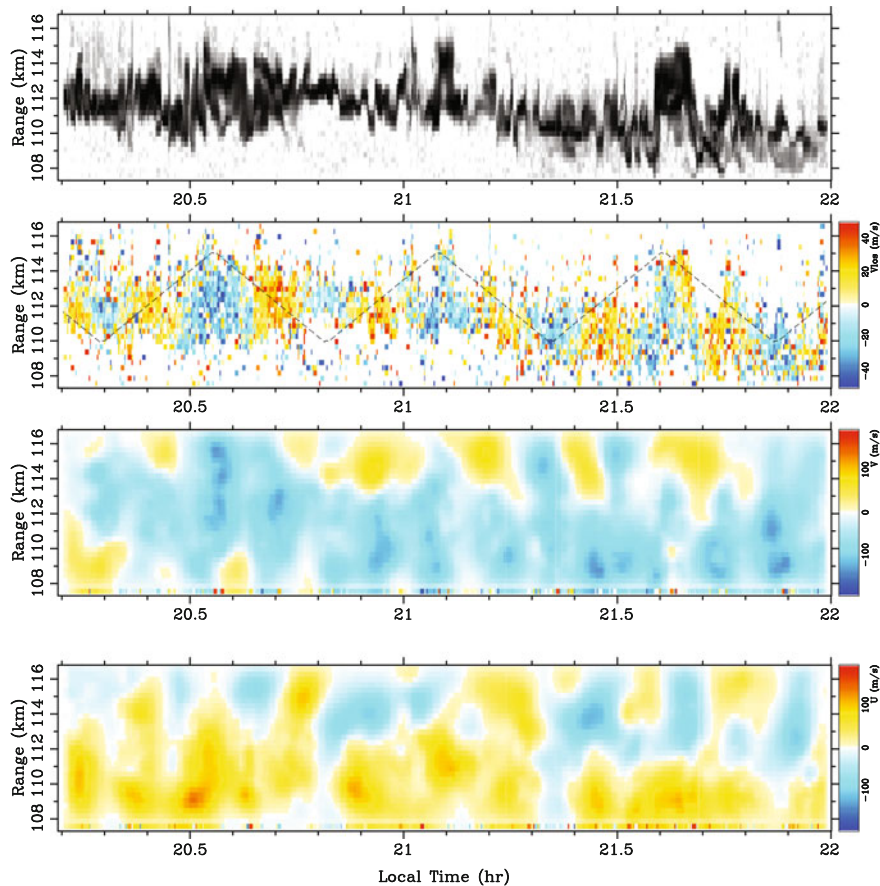 Range (km)
108 110 112 114 116
20.5 21 21.5 22
Range (km)
108 110 112 114 116
20.5 21 21.5 22
-40 -20 0 20 40
Vlos (m/s)
Range (km)
108 110 112 114 116
20.5 21 21.5 22
-100 0 100
V (m/s)
Range (km)
108 110 112 114 116
20.5 21 21.5 22
-100 0 100
U (m/s)
Local Time (hr)